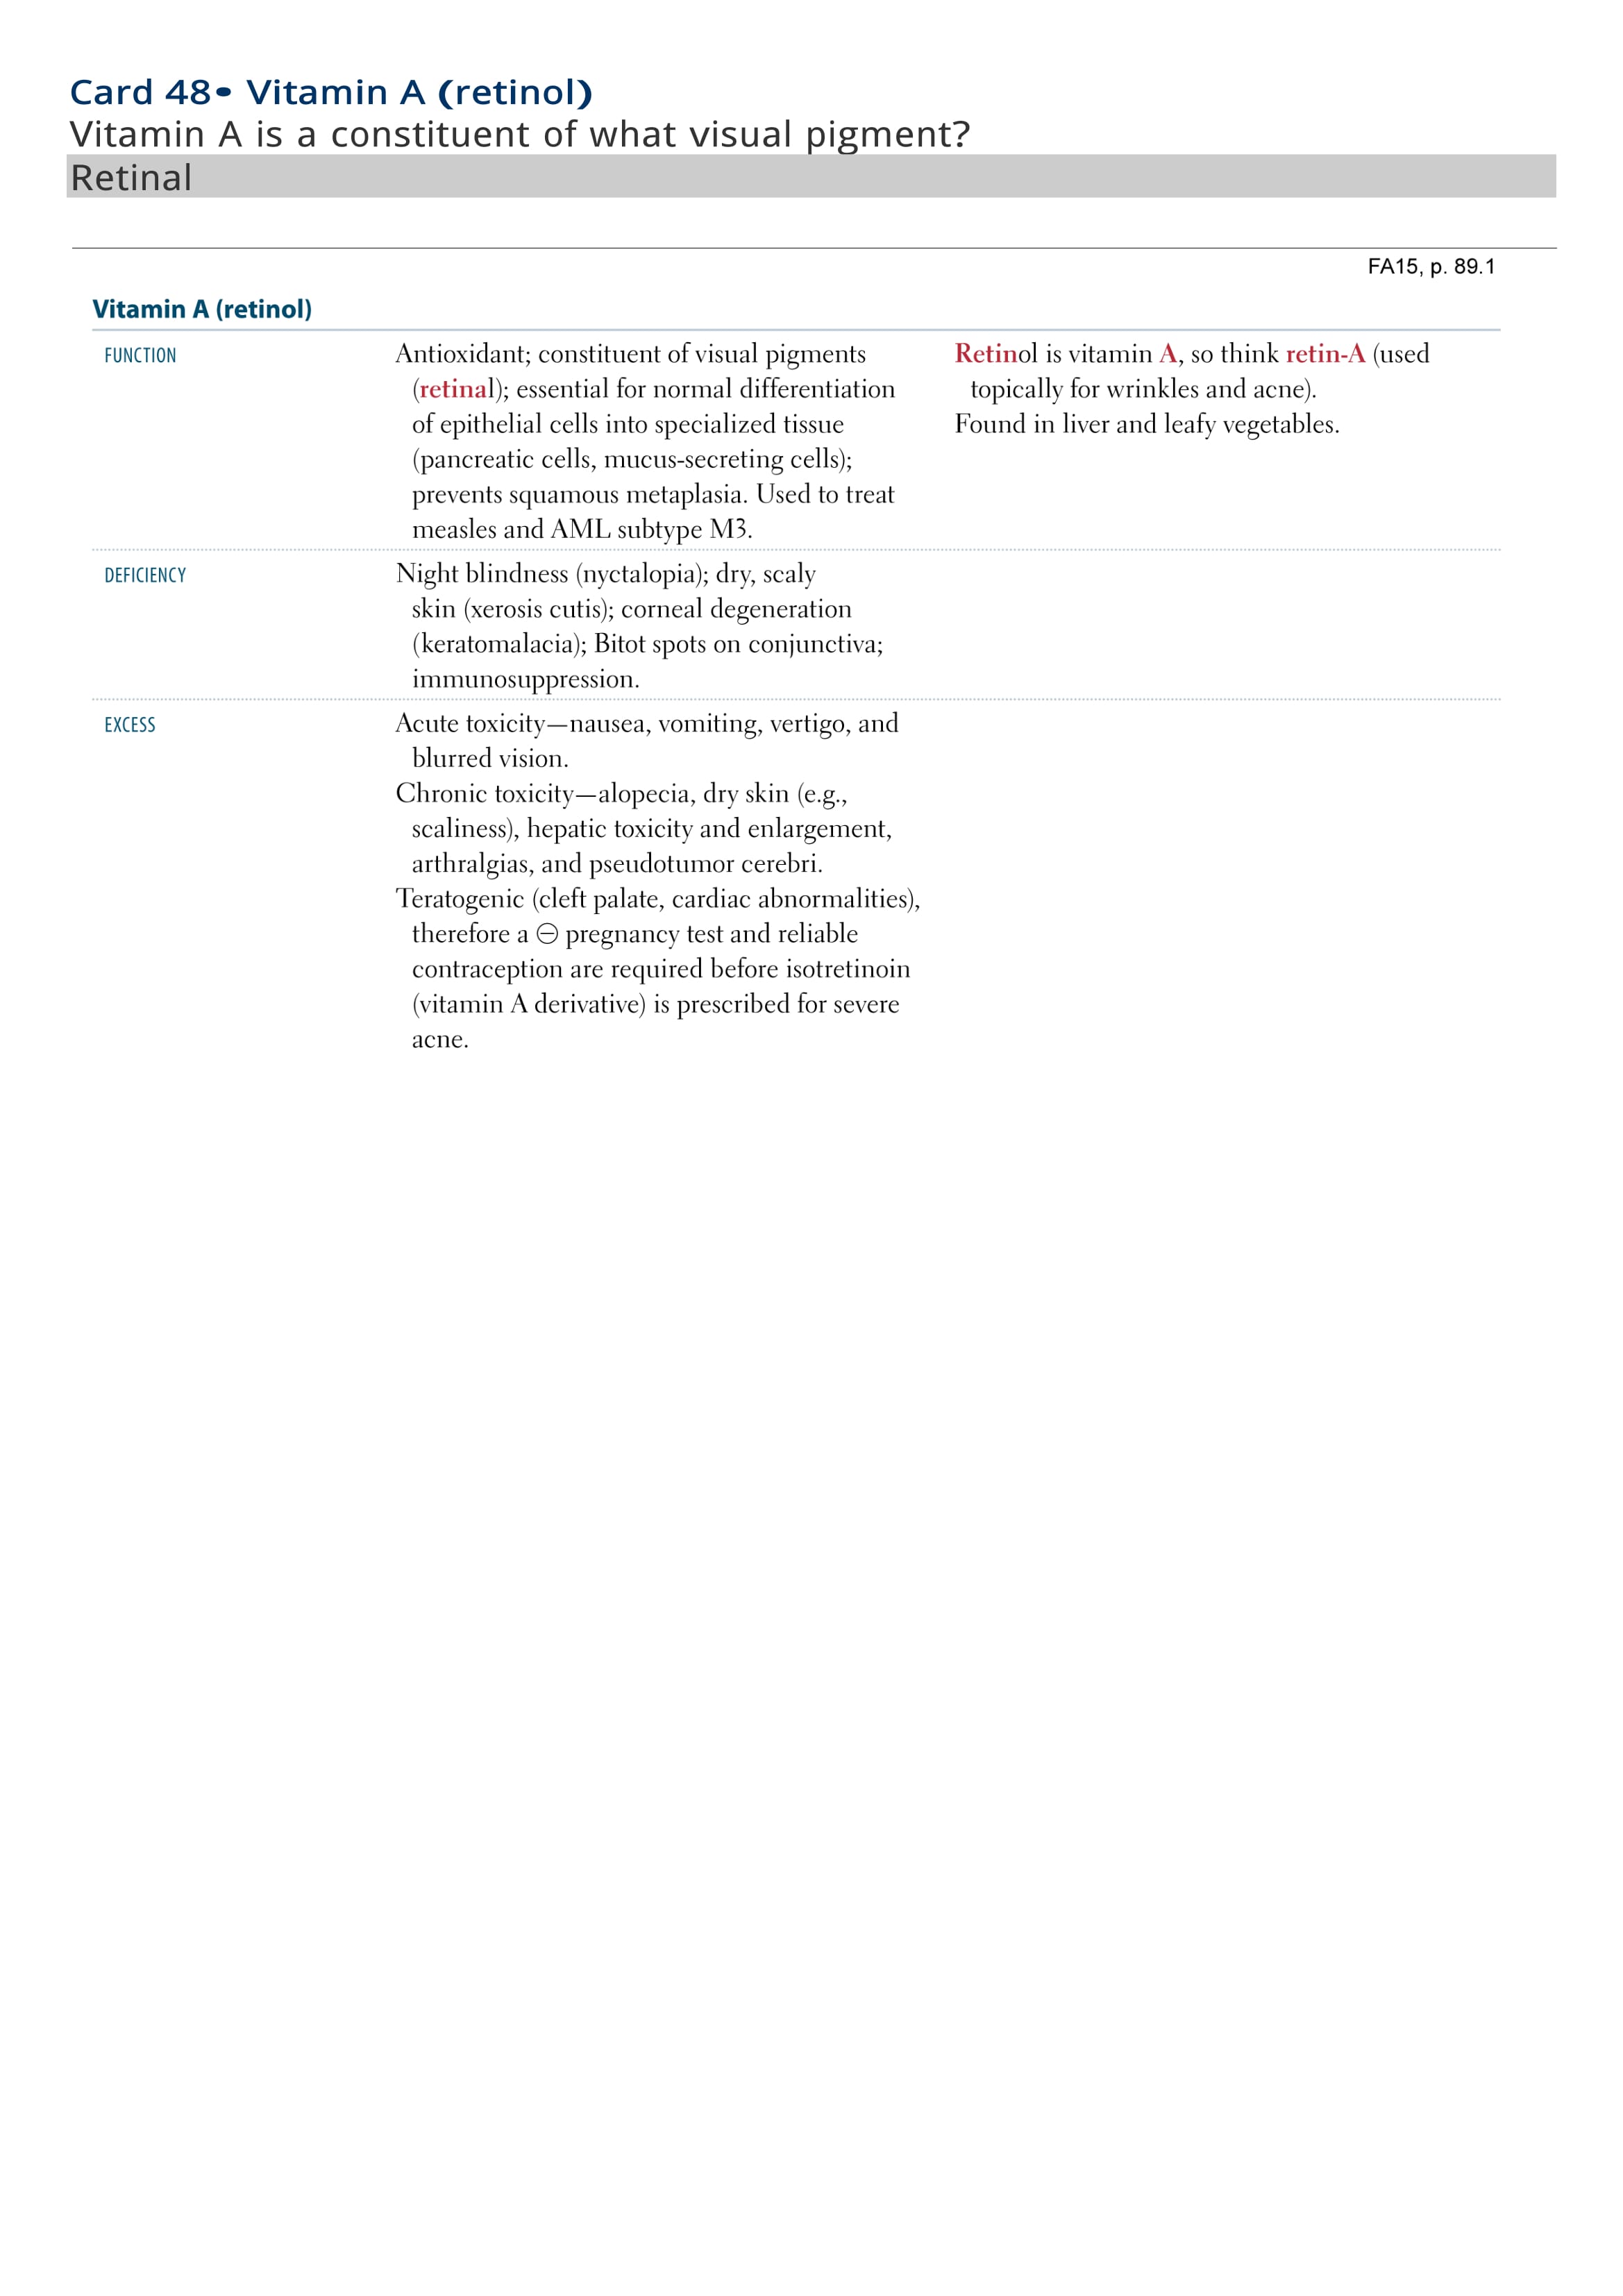 Card 48• Vitamin A (retinol)
Vitamin A is a constituent of what visual pigment?
Retinal
FA15, p. 89.1
Vitamin A (retinol)
FUNCTION
Antioxidant; constituent of visual pigments
(retinal); essential for normal differentiation
of epithelial cells into specialized tissue
(pancreatic cells, mucus-secreting cells);
prevents squamous metaplasia. Used to treat
measles and AML subtype M3.
Retinol is vitamin A, so think retin-A (used
topically for wrinkles and acne).
Found in liver and leafy vegetables.
DEFICIENCY
Night blindness (nyctalopia); dry, scaly
skin (xerosis cutis); corneal degeneration
(keratomalacia); Bitot spots on conjunctiva;
immunosuppression.
EXCESS
Acute toxicity—nausea, vomiting, vertigo, and
blurred vision.
Chronic toxicity—alopecia, dry skin (e.g.,
scaliness), hepatic toxicity and enlargement,
arthralgias, and pseudotumor cerebri.
Teratogenic (cleft palate, cardiac abnormalities),
therefore a ⊖ pregnancy test and reliable
contraception are required before isotretinoin
(vitamin A derivative) is prescribed for severe
acne.